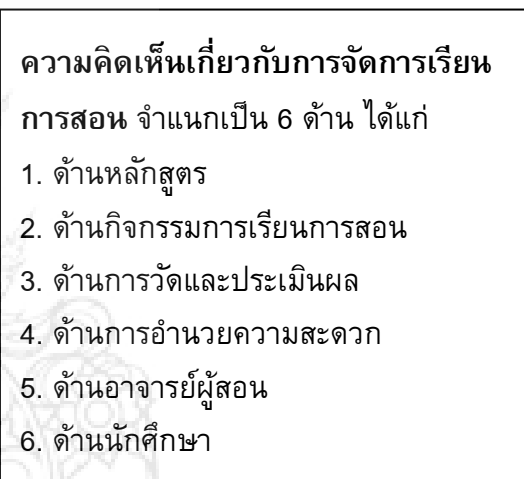 ความคิดเห็นเกี่ยวกับการจัดการเรียน
การสอน จำแนกเป็น 6 ด้าน ได้แก่
1. ด้านหลักสูตร
2. ด้านกิจกรรมการเรียนการสอน
3. ด้านการวัดและประเมินผล
4. ด้านการอำนวยความสะดวก
5. ด้านอาจารย์ผู้สอน
6. ด้านนักศึกษา